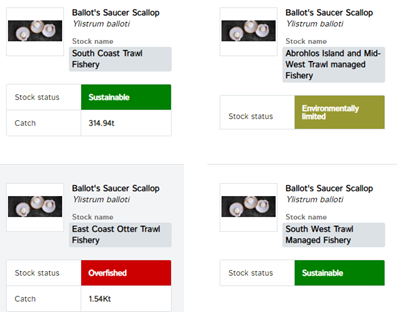 Ballot's Saucer Scallop
Ylistrum balloti
Stock name
South Coast Trawl
Fishery
Stock status
Sustainable
Catch
314.94t
Ballot's Saucer Scallop
Ylistrum balloti
Stock name
Abrohlos Island and Mid-
West Trawl managed
Fishery
Stock status
Environmentally
limited
Ballot's Saucer Scallop
Ylistrum balloti
Stock name
East Coast Otter Trawl
Fishery
Stock status
Overfished
Catch
1.54Kt
Ballot's Saucer Scallop
Ylistrum balloti
Stock name
South West Trawl
Managed Fishery
Stock status
Sustainable